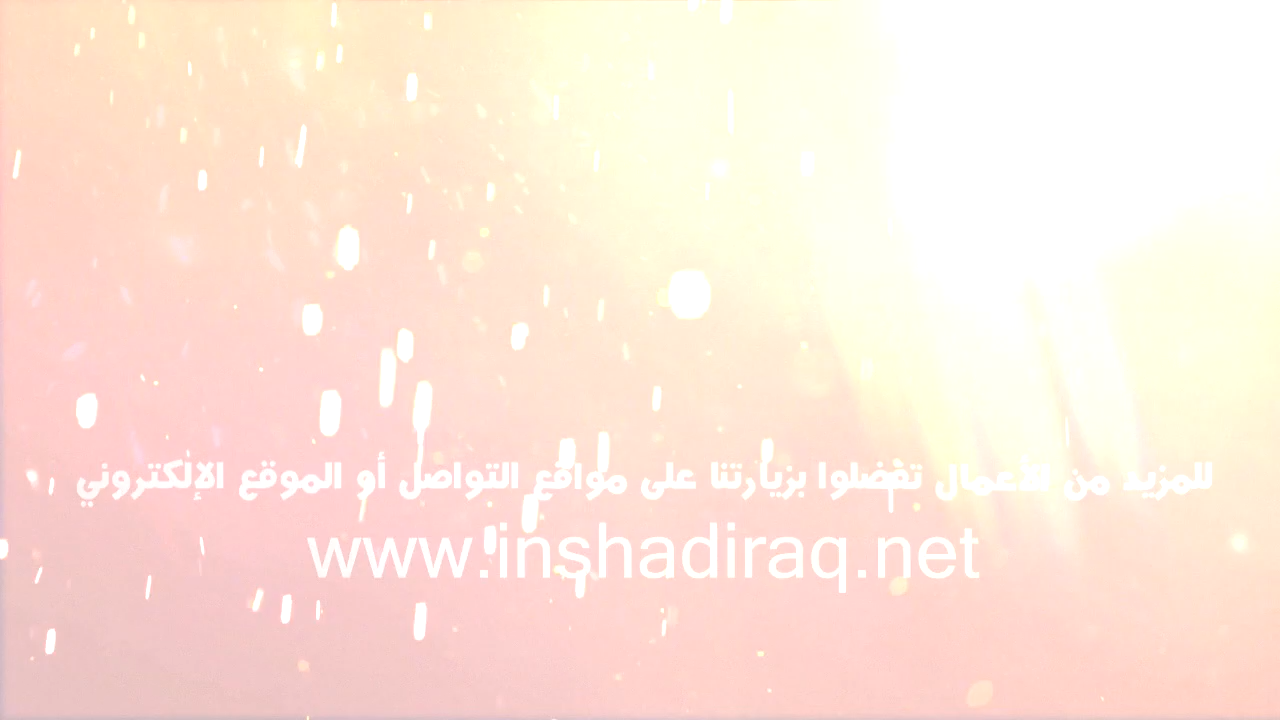 للمزيد من الأعمال تفضلوا بزيارتنا على مواقع التواصل أو الموقع الإلكتروني
www.inshadiraq.net